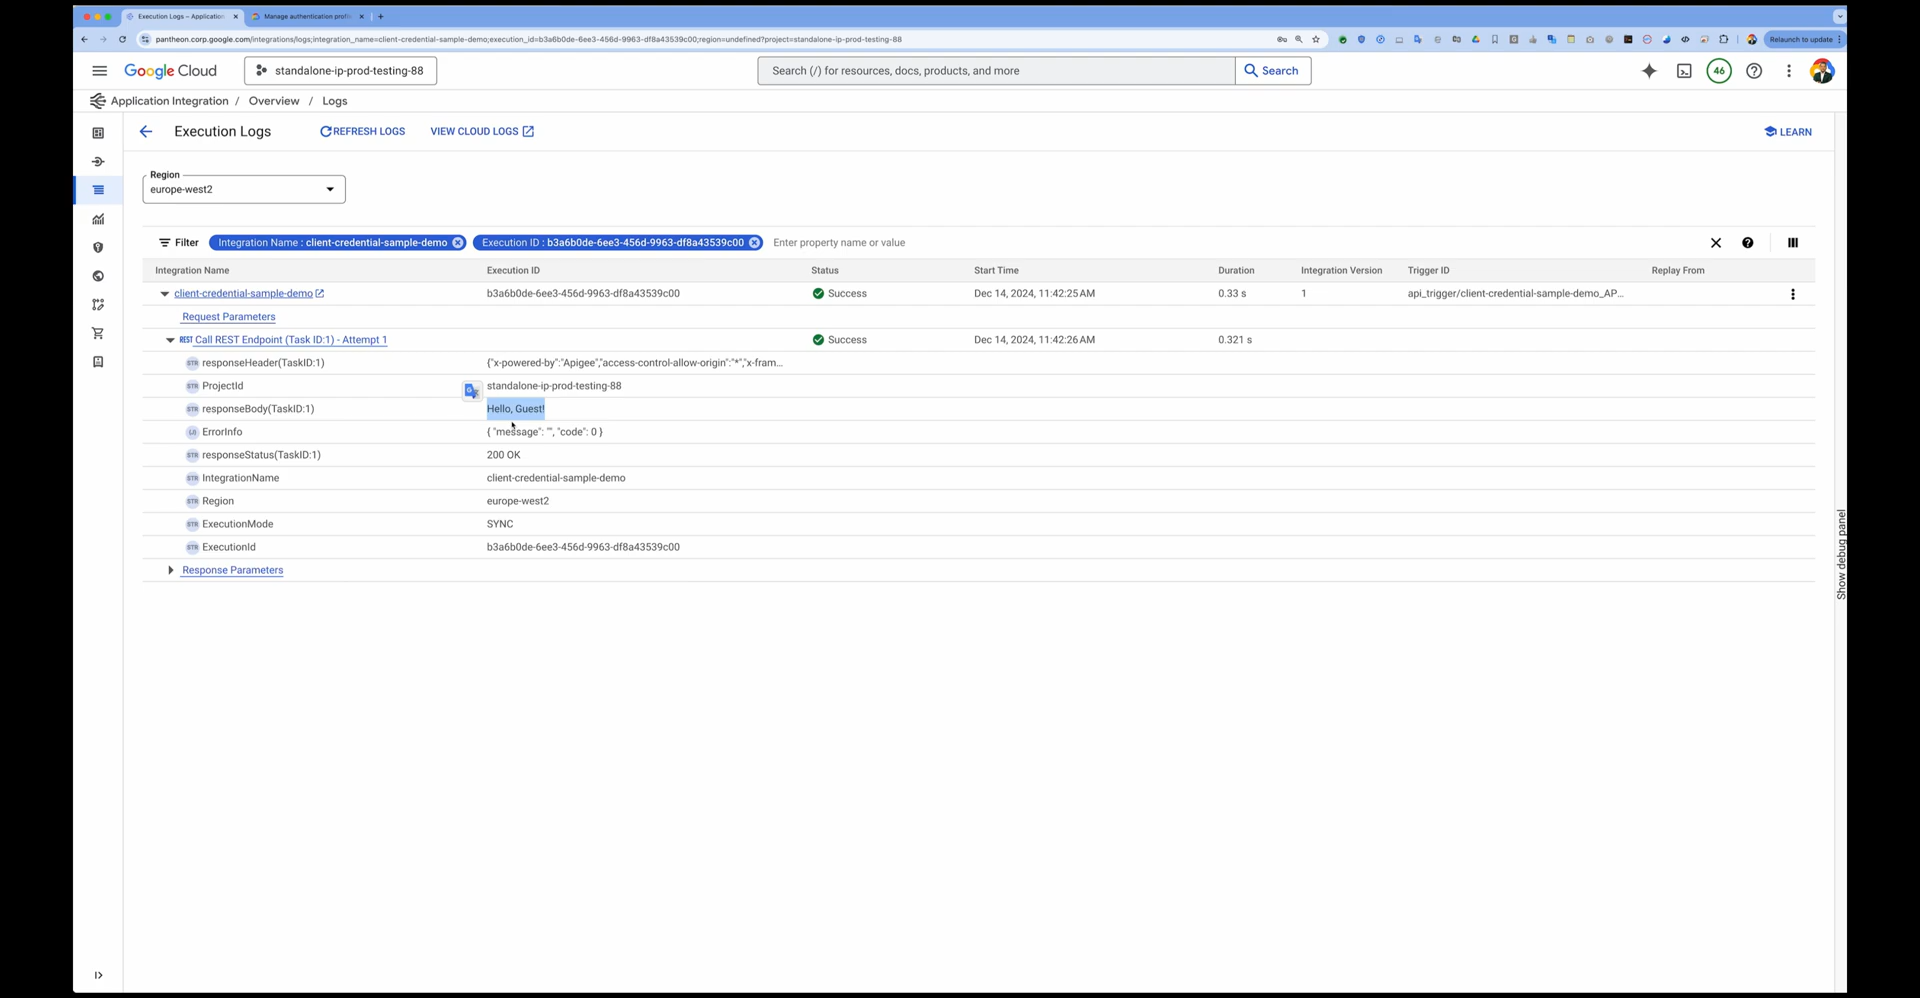 Execution Logs – Application
Manage authentication profi
pantheon.corp.google.com/integrations/logs;integration_name=client-credential-sample-demo;execution_id=b3a6b0de-6ee3-456d-9963-df8a43539c00;region=undefined?project=standalone-ip-prod-testing-88
Relaunch to update
Google Cloud
standalone-ip-prod-testing-88
Search (/) for resources, docs, products, and more
Search
46
Application Integration / Overview / Logs
Execution Logs
REFRESH LOGS
VIEW CLOUD LOGS
LEARN
Region
europe-west2
Filter
Integration Name : client-credential-sample-demo
Execution ID : b3a6b0de-6ee3-456d-9963-df8a43539c00
Enter property name or value
Integration Name Execution ID Status Start Time Duration Integration Version Trigger ID Replay From
client-credential-sample-demo b3a6b0de-6ee3-456d-9963-df8a43539c00 Success Dec 14, 2024, 11:42:25 AM 0.33 s 1 api_trigger/client-credential-sample-demo_AP...
Request Parameters
REST Call REST Endpoint (Task ID:1) - Attempt 1 Success Dec 14, 2024, 11:42:26 AM 0.321 s
STR responseHeader(TaskID:1) {"x-powered-by":"Apigee","access-control-allow-origin":"*","x-fram...
STR ProjectId standalone-ip-prod-testing-88
STR responseBody(TaskID:1) Hello, Guest!
ErrorInfo { "message": "", "code": 0 }
STR responseStatus(TaskID:1) 200 OK
STR IntegrationName client-credential-sample-demo
STR Region europe-west2
STR ExecutionMode SYNC
STR ExecutionId b3a6b0de-6ee3-456d-9963-df8a43539c00
Response Parameters
Show debug panel